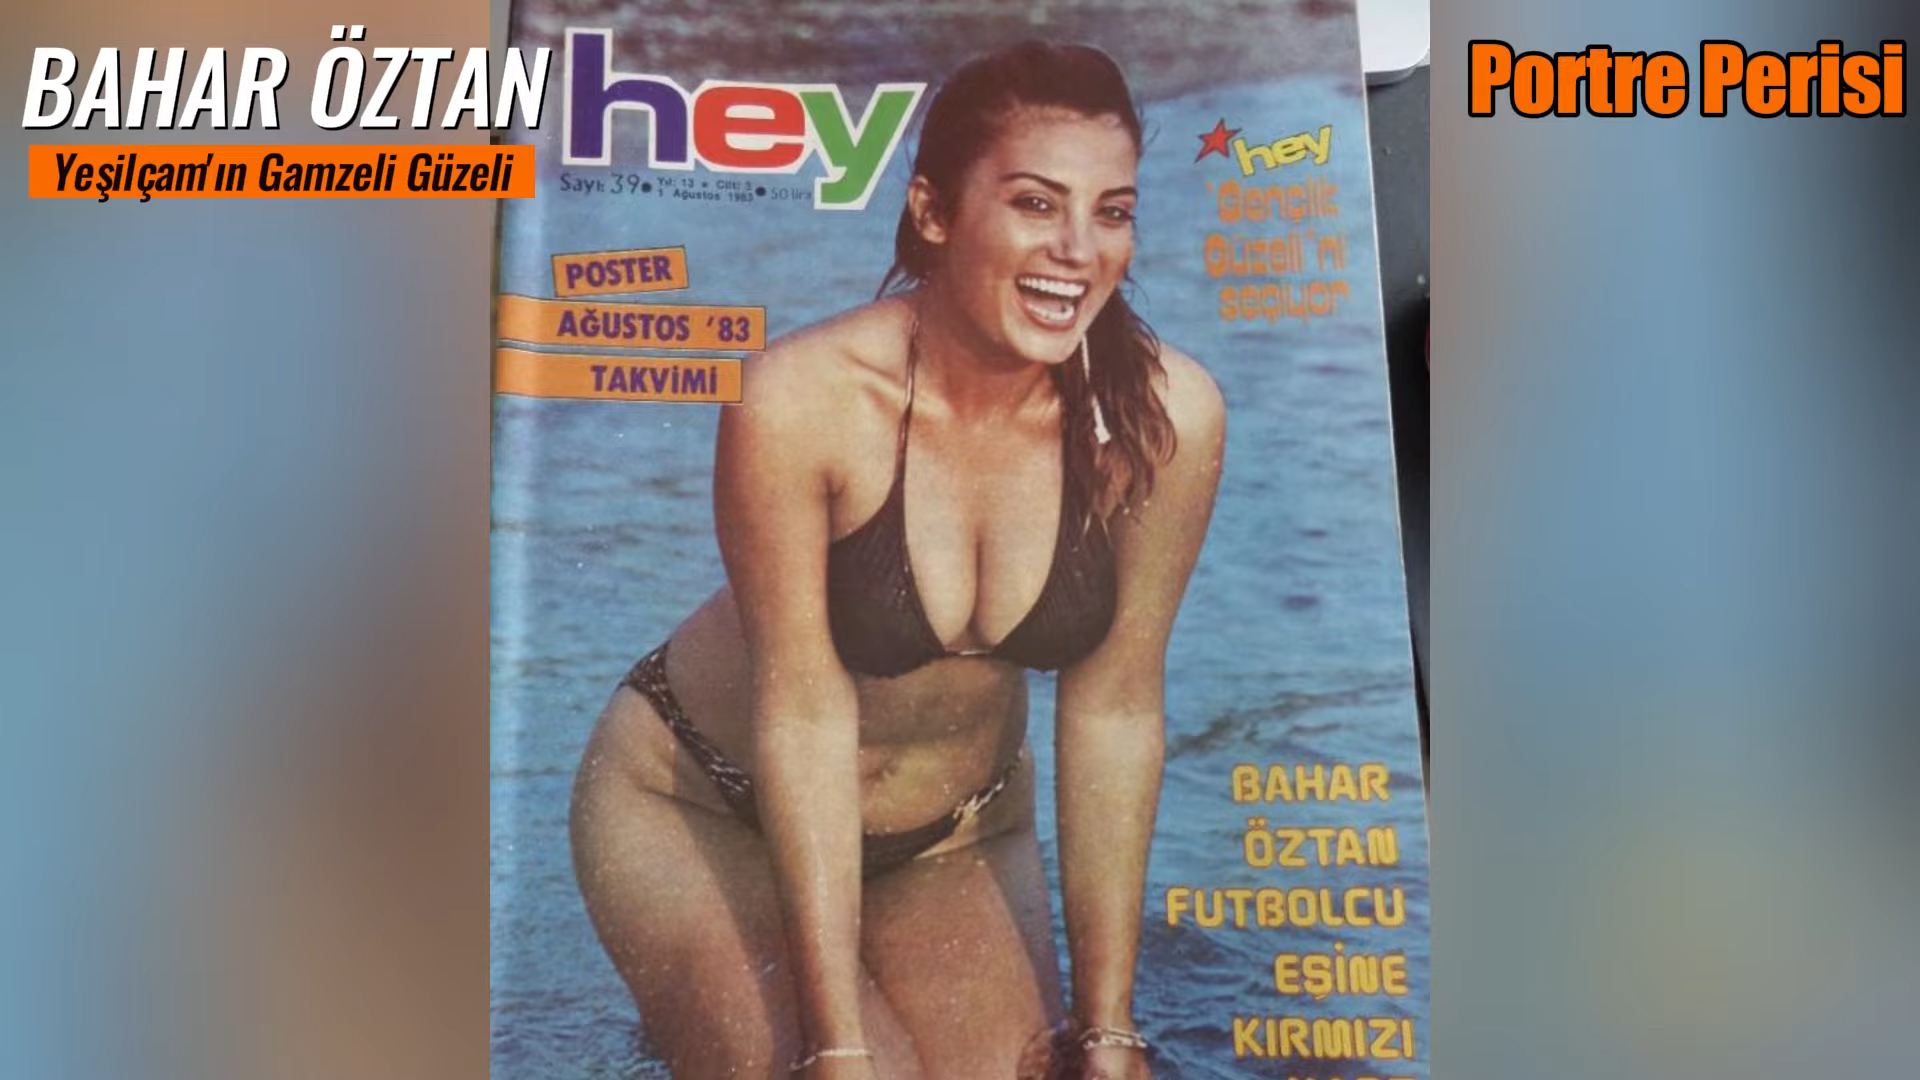 BAHAR ÖZTAN
Yeşilçam'ın Gamzeli Güzeli
Portre Perisi
hey
Sayı: 39 • Yıl: 13 • Cilt: 3 • 50 lira
1 Ağustos 1983
POSTER
AĞUSTOS '83
TAKVİMİ
hey
'Gençlik
Güzeli'ni
seçiyor
BAHAR
ÖZTAN
FUTBOLCU
EŞİNE
KIRMIZI